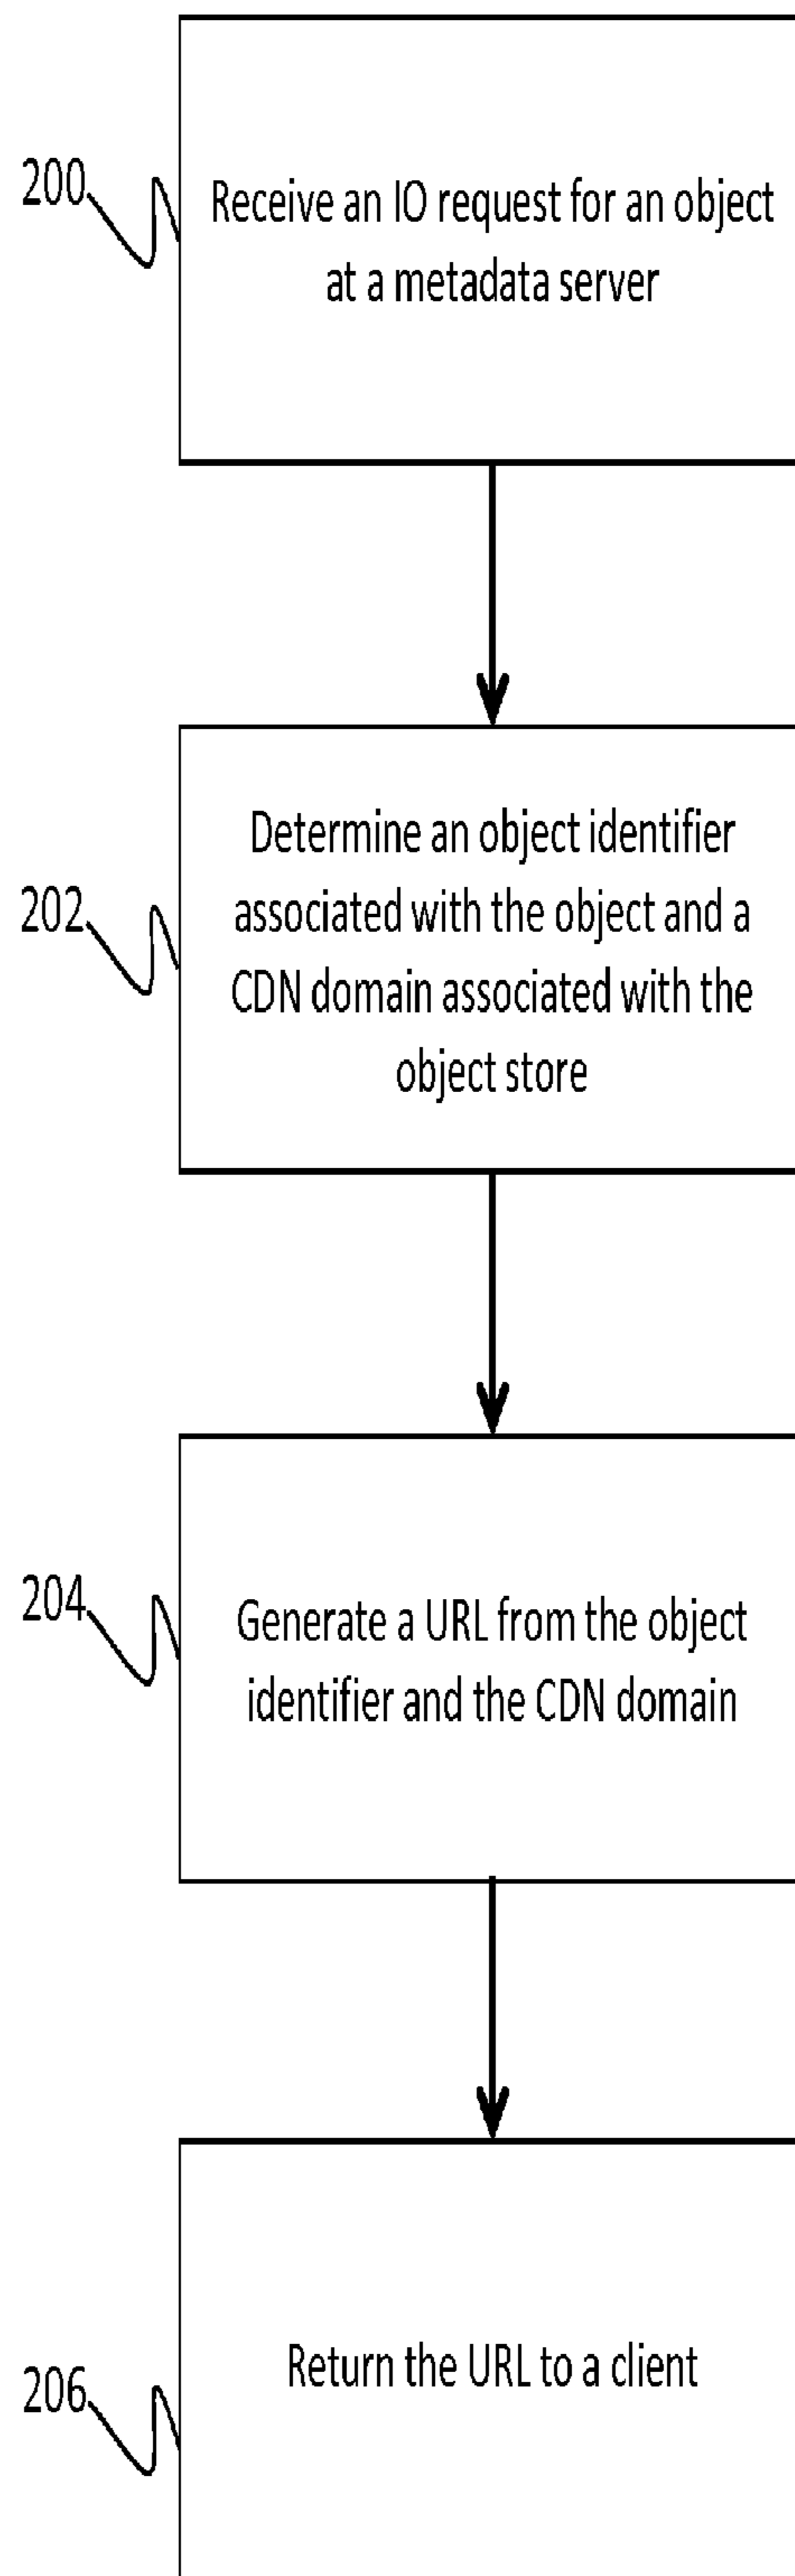 200
Receive an IO request for an object
at a metadata server
202
Determine an object identifier
associated with the object and a
CDN domain associated with the
object store
204
Generate a URL from the object
identifier and the CDN domain
206
Return the URL to a client